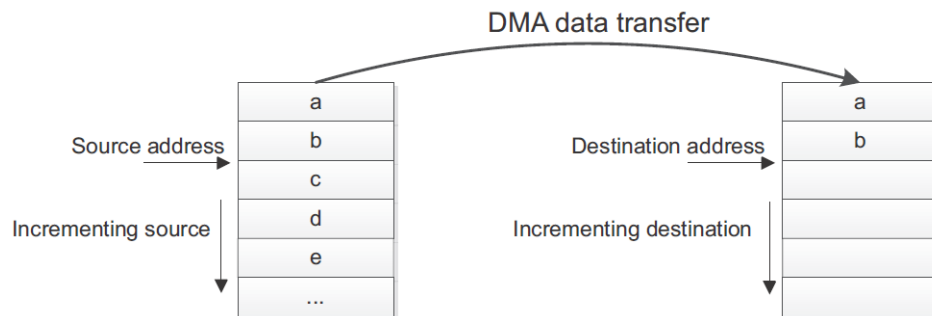 DMA data transfer
a
a
Source address
b
Destination address
b
c
Incrementing source
d
Incrementing destination
e
...